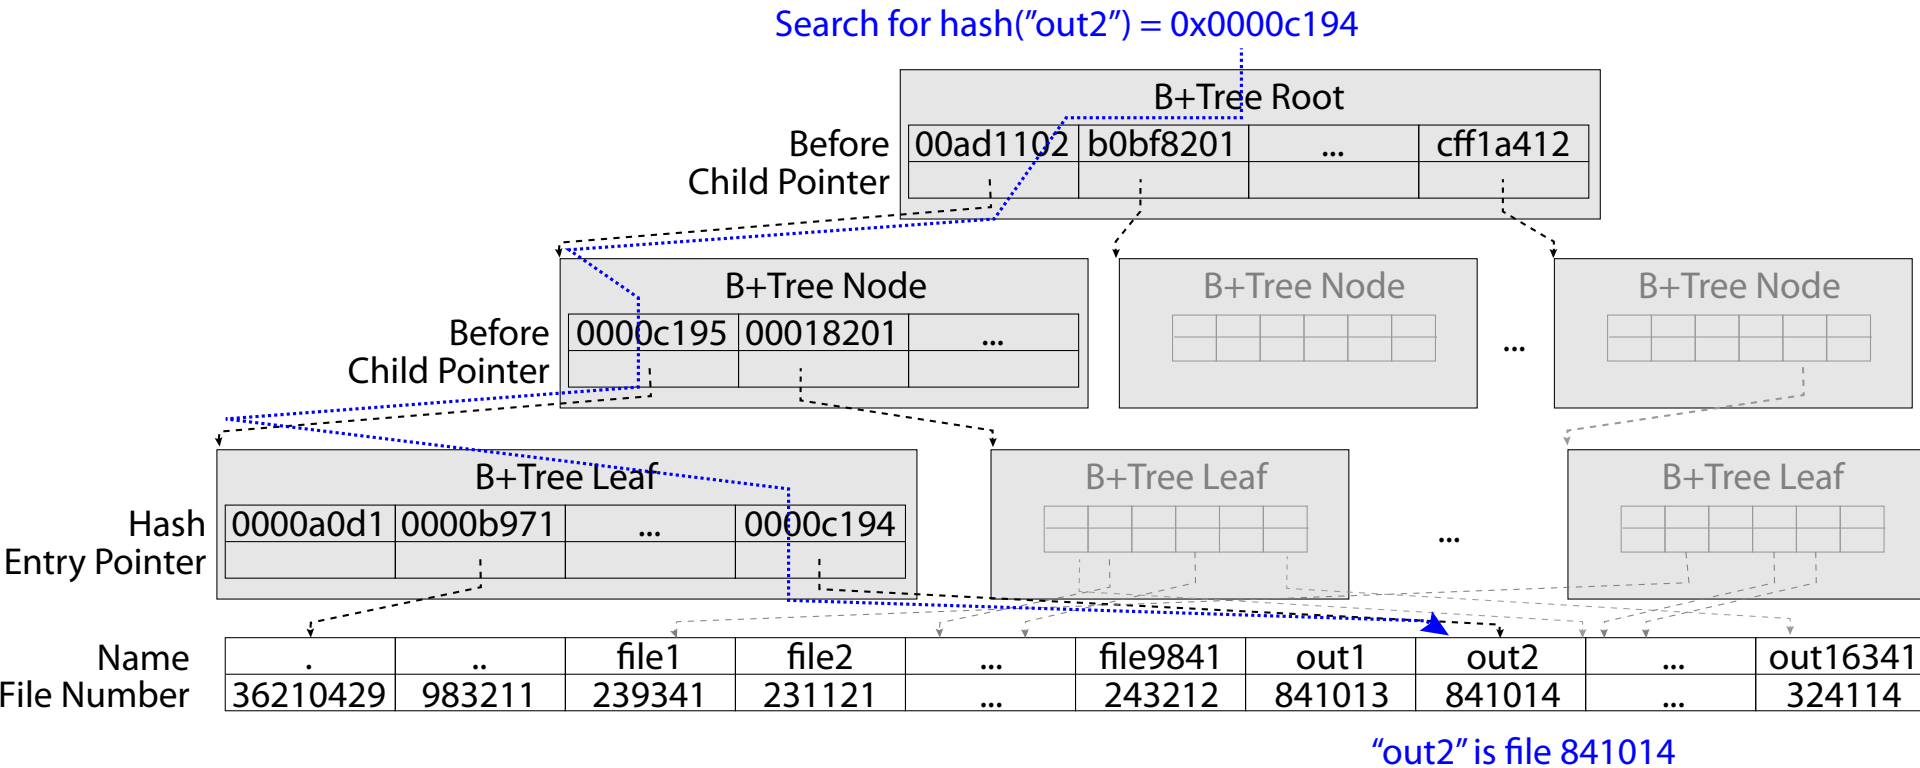 Search for hash("out2") = 0x0000c194
B+Tree Root
Before 00ad1102 b0bf8201 ... cff1a412
Child Pointer
B+Tree Node B+Tree Node B+Tree Node
Before 0000c195 00018201 ... ...
Child Pointer
B+Tree Leaf B+Tree Leaf B+Tree Leaf
Hash 0000a0d1 0000b971 ... 0000c194 ...
Entry Pointer
Name . .. file1 file2 ... file9841 out1 out2 ... out16341
File Number 36210429 983211 239341 231121 ... 243212 841013 841014 ... 324114
“out2” is file 841014